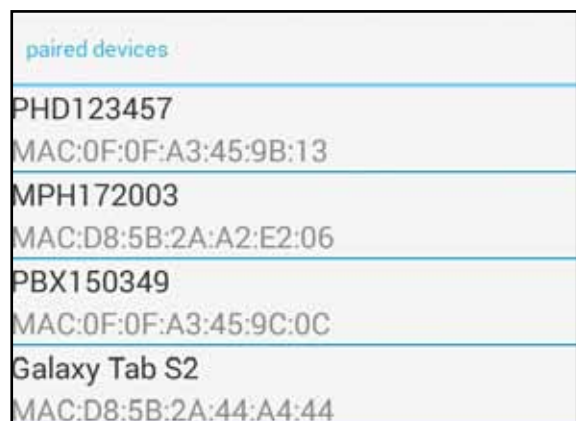 paired devices
PHD123457
MAC:0F:0F:A3:45:9B:13
MPH172003
MAC:D8:5B:2A:A2:E2:06
PBX150349
MAC:0F:0F:A3:45:9C:0C
Galaxy Tab S2
MAC:D8:5B:2A:44:A4:44